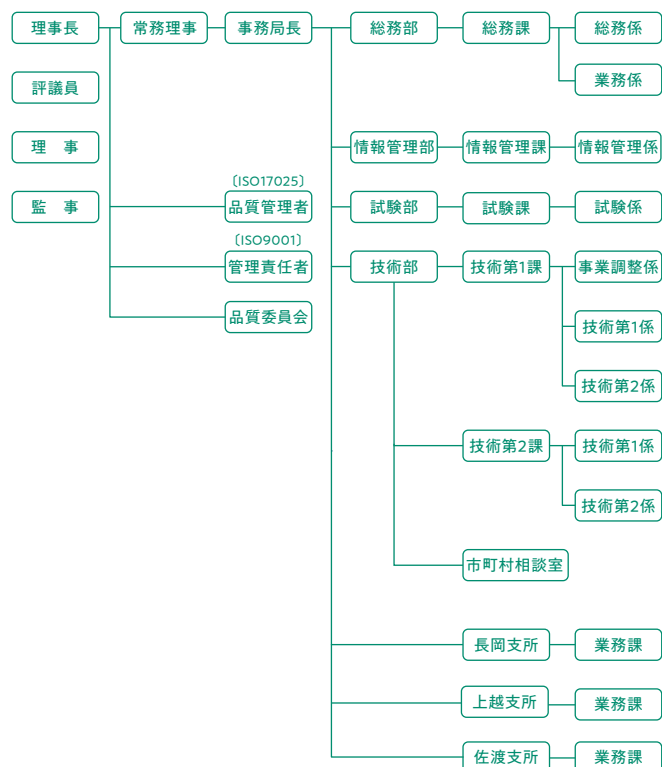 理事長
常務理事
事務局長
総務部
総務課
総務係
業務係
評議員
理　事
監　事
情報管理部
情報管理課
情報管理係
〔ISO17025〕
品質管理者
試験部
試験課
試験係
〔ISO9001〕
管理責任者
品質委員会
技術部
技術第1課
事業調整係
技術第1係
技術第2係
技術第2課
技術第1係
技術第2係
市町村相談室
長岡支所
業務課
上越支所
業務課
佐渡支所
業務課